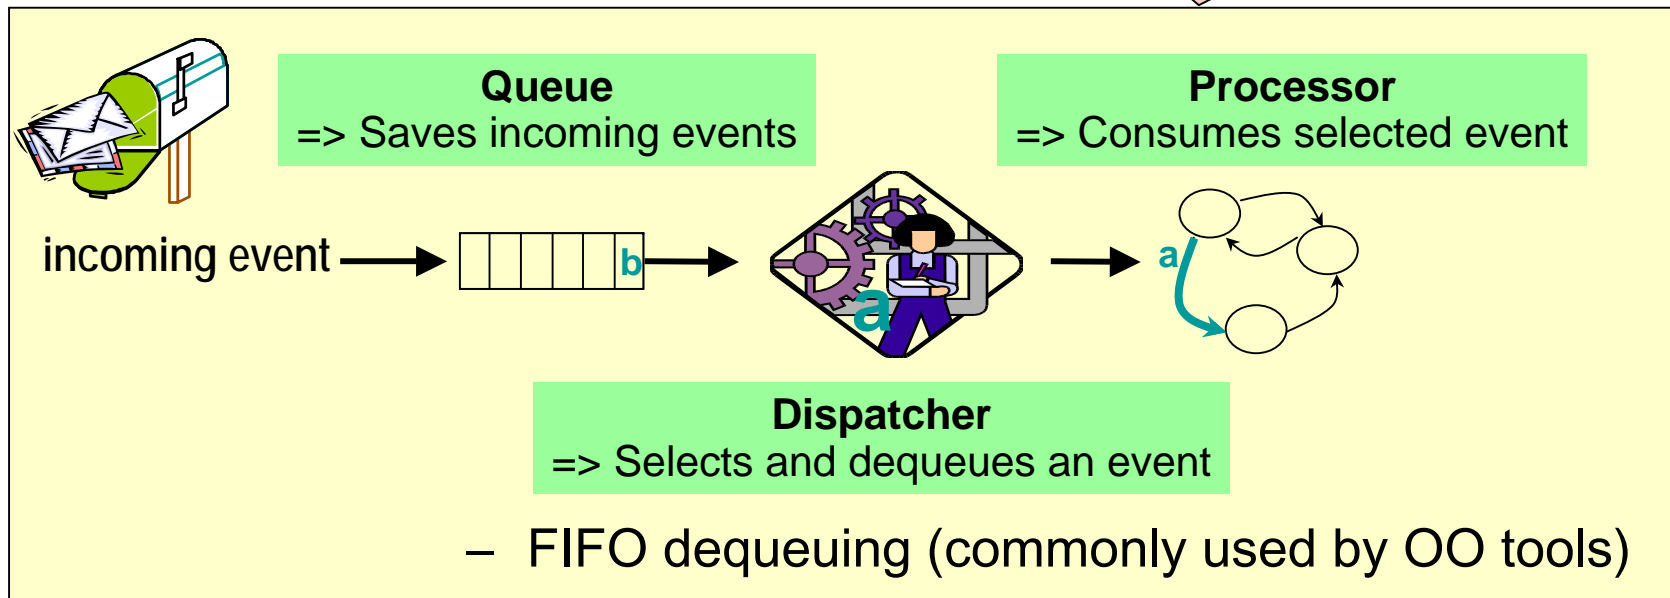 Queue
=> Saves incoming events
Processor
=> Consumes selected event
incoming event
b
a
a
Dispatcher
=> Selects and dequeues an event
– FIFO dequeuing (commonly used by OO tools)